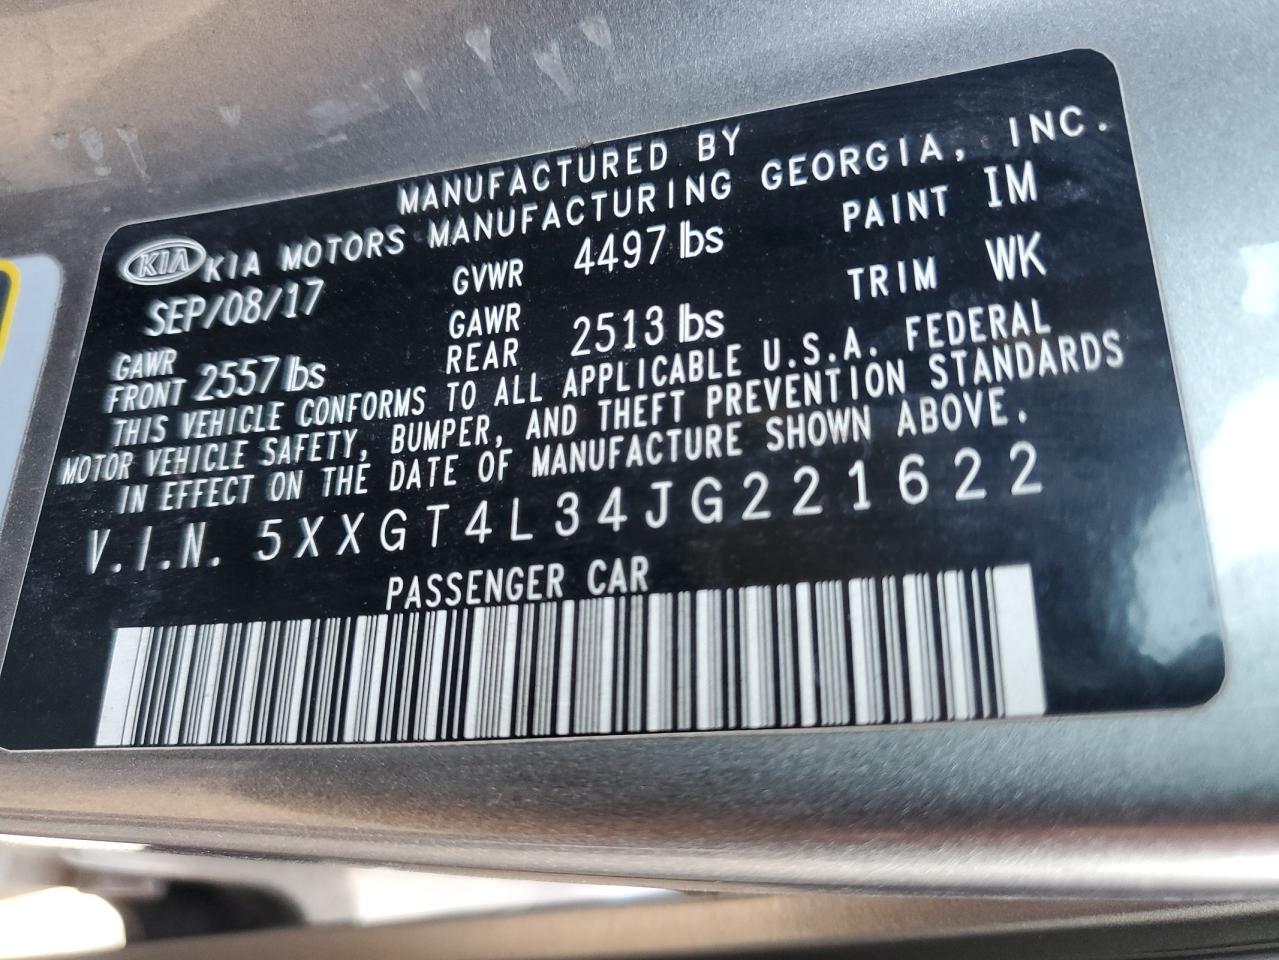 MANUFACTURED BY
KIA KIA MOTORS MANUFACTURING GEORGIA, INC.
SEP/08/17 GVWR 4497 lbs PAINT IM
GAWR FRONT 2557 lbs GAWR REAR 2513 lbs TRIM WK
THIS VEHICLE CONFORMS TO ALL APPLICABLE U.S.A. FEDERAL
MOTOR VEHICLE SAFETY, BUMPER, AND THEFT PREVENTION STANDARDS
IN EFFECT ON THE DATE OF MANUFACTURE SHOWN ABOVE.
V.I.N. 5XXGT4L34JG221622
PASSENGER CAR